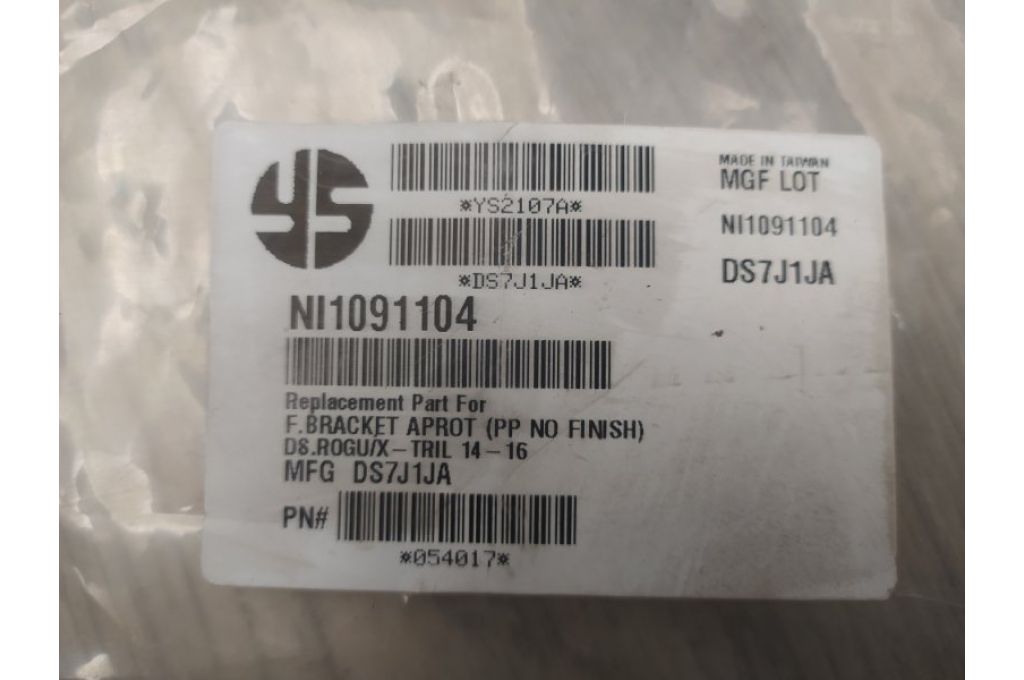 YS
*YS2107A*
*DS7J1JA*
NI1091104
Replacement Part For
F.BRACKET APROT (PP NO FINISH)
DS.ROGU/X-TRIL 14-16
MFG DS7J1JA
PN#
*054017*
MADE IN TAIWAN
MGF LOT
NI1091104
DS7J1JA